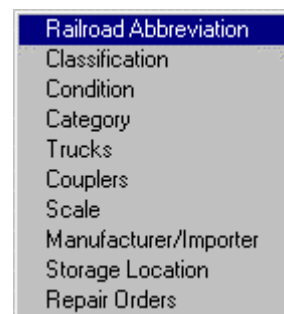 Railroad Abbreviation
Classification
Condition
Category
Trucks
Couplers
Scale
Manufacturer/Importer
Storage Location
Repair Orders